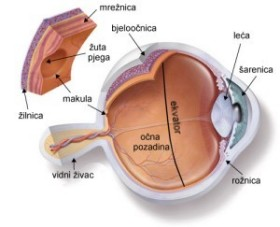 mrežnica
bjeloočnica
leća
žuta
pjega
šarenica
makula
žilnica
ekvator
očna
pozadina
vidni živac
rožnica